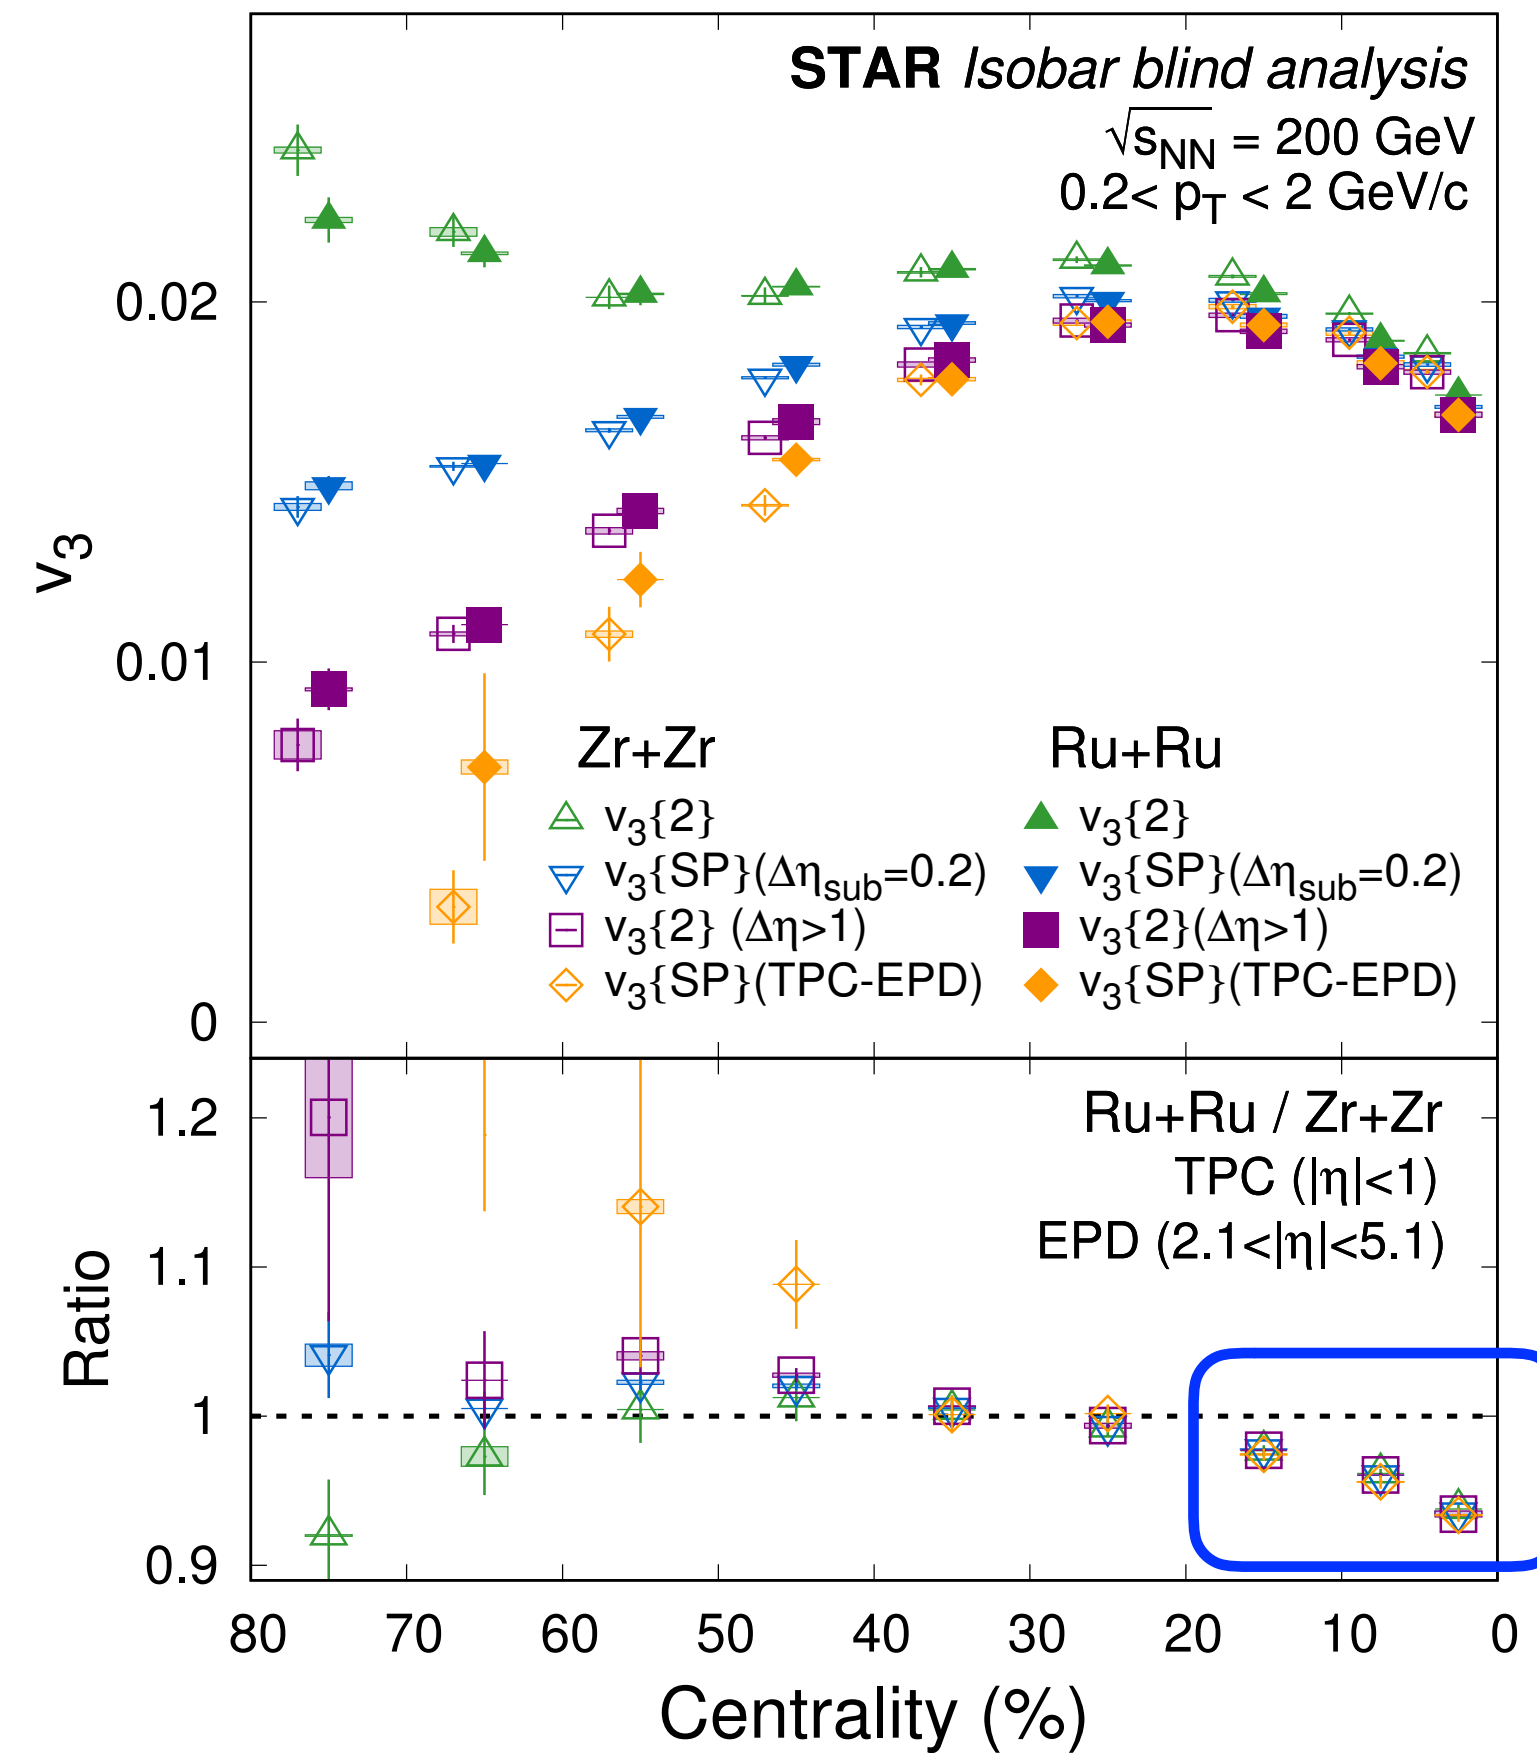 STAR Isobar blind analysis
√sNN = 200 GeV
0.2< pT < 2 GeV/c
0.02
0.01
0
v3
Zr+Zr Ru+Ru
v3{2} v3{2}
v3{SP}(Δηsub=0.2) v3{SP}(Δηsub=0.2)
v3{2} (Δη>1) v3{2}(Δη>1)
v3{SP}(TPC-EPD) v3{SP}(TPC-EPD)
Ru+Ru / Zr+Zr
TPC (|η|<1)
EPD (2.1<|η|<5.1)
1.2
1.1
1
0.9
Ratio
80 70 60 50 40 30 20 10 0
Centrality (%)